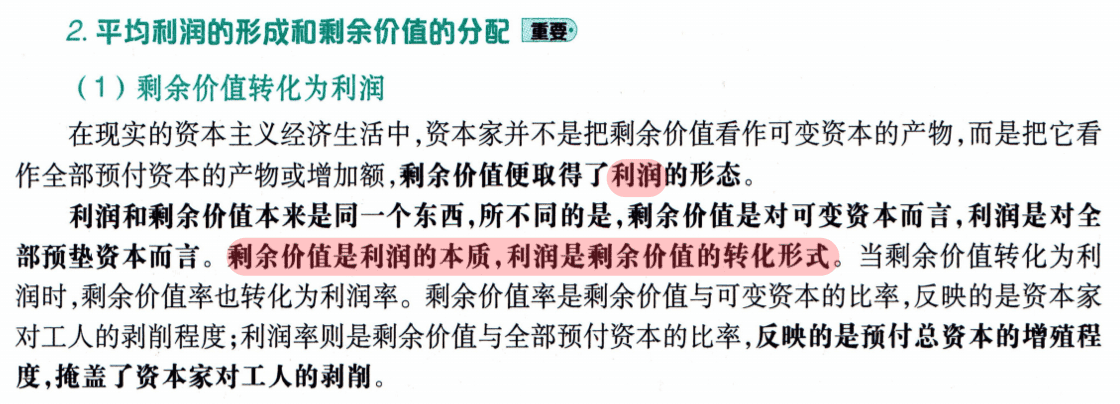 2. 平均利润的形成和剩余价值的分配 重要
（1）剩余价值转化为利润
在现实的资本主义经济生活中，资本家并不是把剩余价值看作可变资本的产物，而是把它看
作全部预付资本的产物或增加额，剩余价值便取得了利润的形态。
利润和剩余价值本来是同一个东西，所不同的是，剩余价值是对可变资本而言，利润是对全
部预垫资本而言。剩余价值是利润的本质，利润是剩余价值的转化形式。当剩余价值转化为利
润时，剩余价值率也转化为利润率。剩余价值率是剩余价值与可变资本的比率，反映的是资本家
对工人的剥削程度；利润率则是剩余价值与全部预付资本的比率，反映的是预付总资本的增殖程
度，掩盖了资本家对工人的剥削。